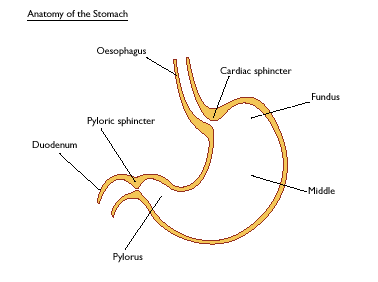 Anatomy of the Stomach
Oesophagus
Cardiac sphincter
Fundus
Pyloric sphincter
Duodenum
Middle
Pylorus